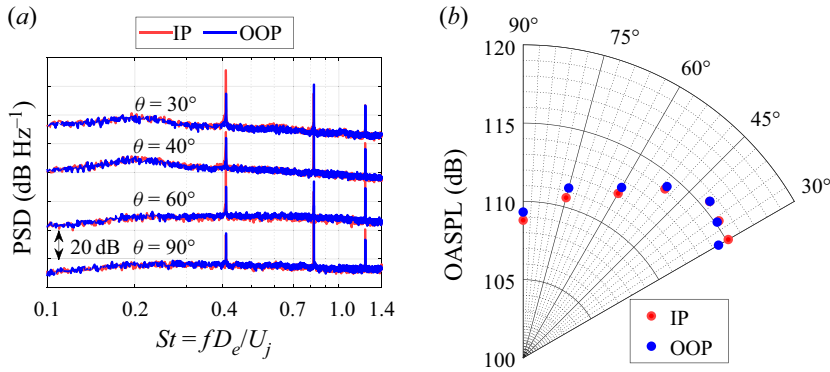 (a)
IP OOP
PSD (dB Hz⁻¹)
θ = 30°
θ = 40°
θ = 60°
20 dB
θ = 90°
0.1 0.2 0.4 0.7 1.0 1.4
St = fDₑ/Uⱼ
(b)
90°
75°
60°
45°
30°
OASPL (dB)
120
115
110
105
100
IP
OOP